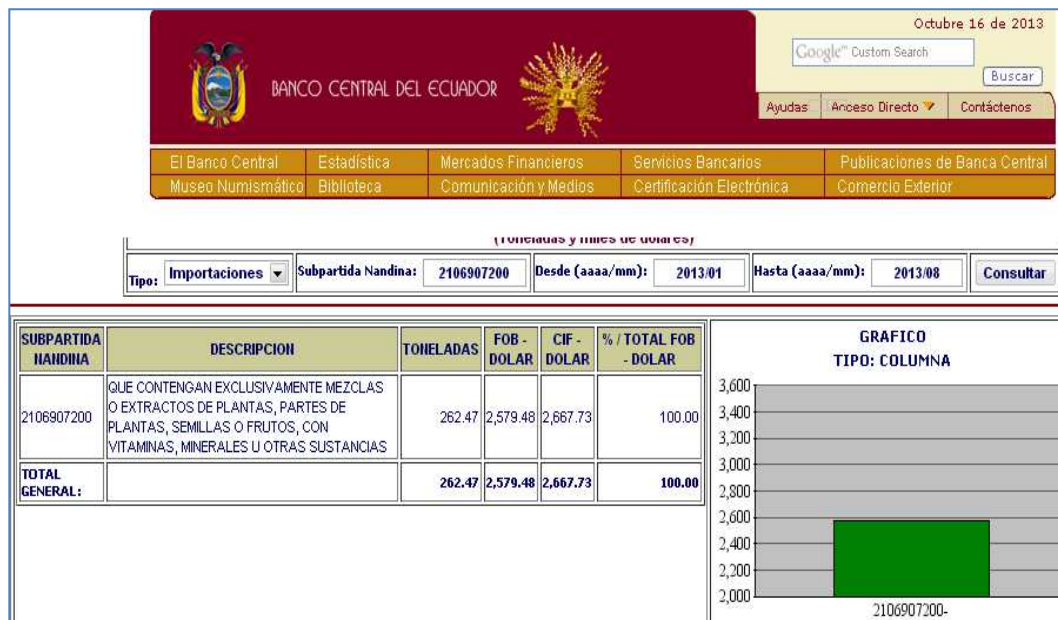 Octubre 16 de 2013
Google™ Custom Search
Buscar
BANCO CENTRAL DEL ECUADOR
Ayudas Acceso Directo Contáctenos
El Banco Central Estadística Mercados Financieros Servicios Bancarios Publicaciones de Banca Central
Museo Numismático Biblioteca Comunicación y Medios Certificación Electrónica Comercio Exterior
(Toneladas y miles de dolares)
Tipo: Importaciones Subpartida Nandina: 2106907200 Desde (aaaa/mm): 2013/01 Hasta (aaaa/mm): 2013/08 Consultar
SUBPARTIDA NANDINA DESCRIPCION TONELADAS FOB - DOLAR CIF - DOLAR % / TOTAL FOB - DOLAR
2106907200 QUE CONTENGAN EXCLUSIVAMENTE MEZCLAS
O EXTRACTOS DE PLANTAS, PARTES DE
PLANTAS, SEMILLAS O FRUTOS, CON
VITAMINAS, MINERALES U OTRAS SUSTANCIAS
262.47 2,579.48 2,667.73 100.00
TOTAL GENERAL: 262.47 2,579.48 2,667.73 100.00
GRAFICO
TIPO: COLUMNA
3,600
3,400
3,200
3,000
2,800
2,600
2,400
2,200
2,000
2106907200-